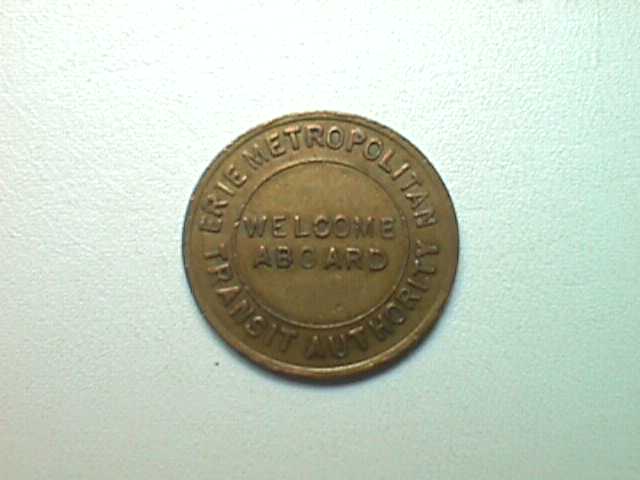 ERIE METROPOLITAN
WELCOME
ABOARD
TRANSIT AUTHORITY